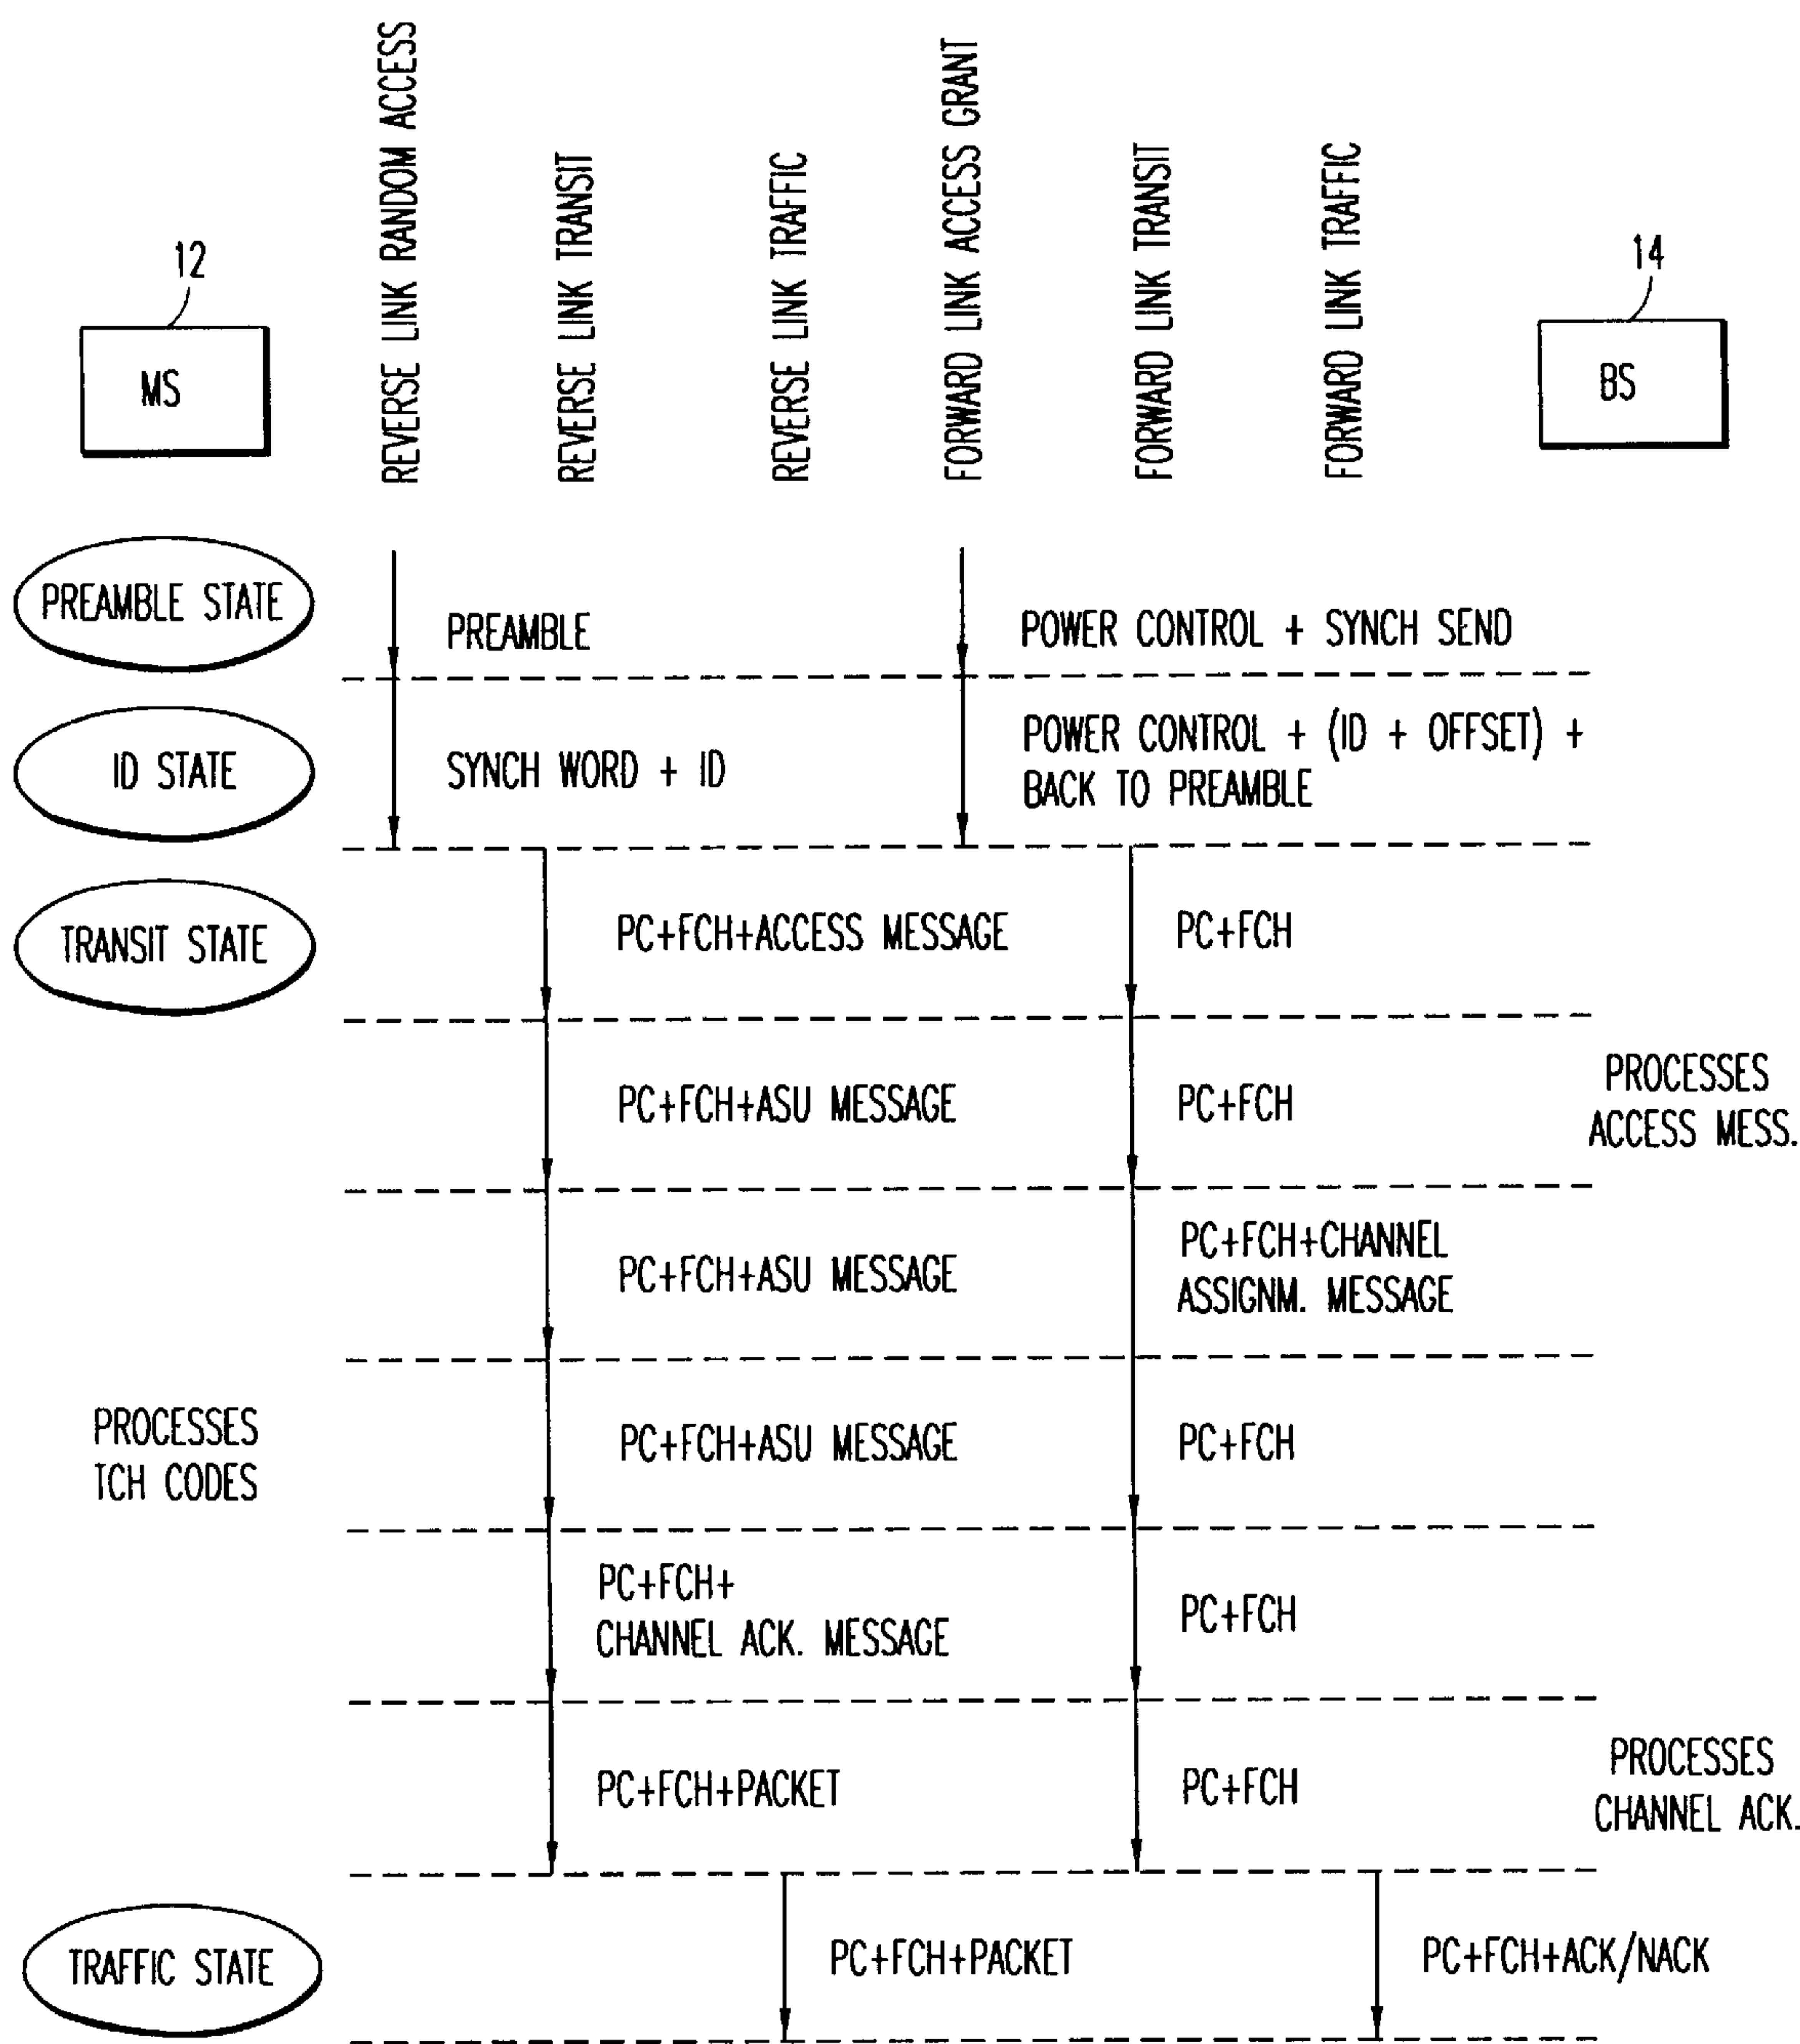 REVERSE LINK RANDOM ACCESS
REVERSE LINK TRANSIT
REVERSE LINK TRAFFIC
FORWARD LINK ACCESS GRANT
FORWARD LINK TRANSIT
FORWARD LINK TRAFFIC
12
MS
14
BS
PREAMBLE STATE
PREAMBLE
POWER CONTROL + SYNCH SEND
ID STATE
SYNCH WORD + ID
POWER CONTROL + (ID + OFFSET) +
BACK TO PREAMBLE
TRANSIT STATE
PC+FCH+ACCESS MESSAGE
PC+FCH
PC+FCH+ASU MESSAGE
PC+FCH
PROCESSES
ACCESS MESS.
PC+FCH+ASU MESSAGE
PC+FCH+CHANNEL
ASSIGNM. MESSAGE
PROCESSES
TCH CODES
PC+FCH+ASU MESSAGE
PC+FCH
PC+FCH+
CHANNEL ACK. MESSAGE
PC+FCH
PC+FCH+PACKET
PC+FCH
PROCESSES
CHANNEL ACK.
TRAFFIC STATE
PC+FCH+PACKET
PC+FCH+ACK/NACK